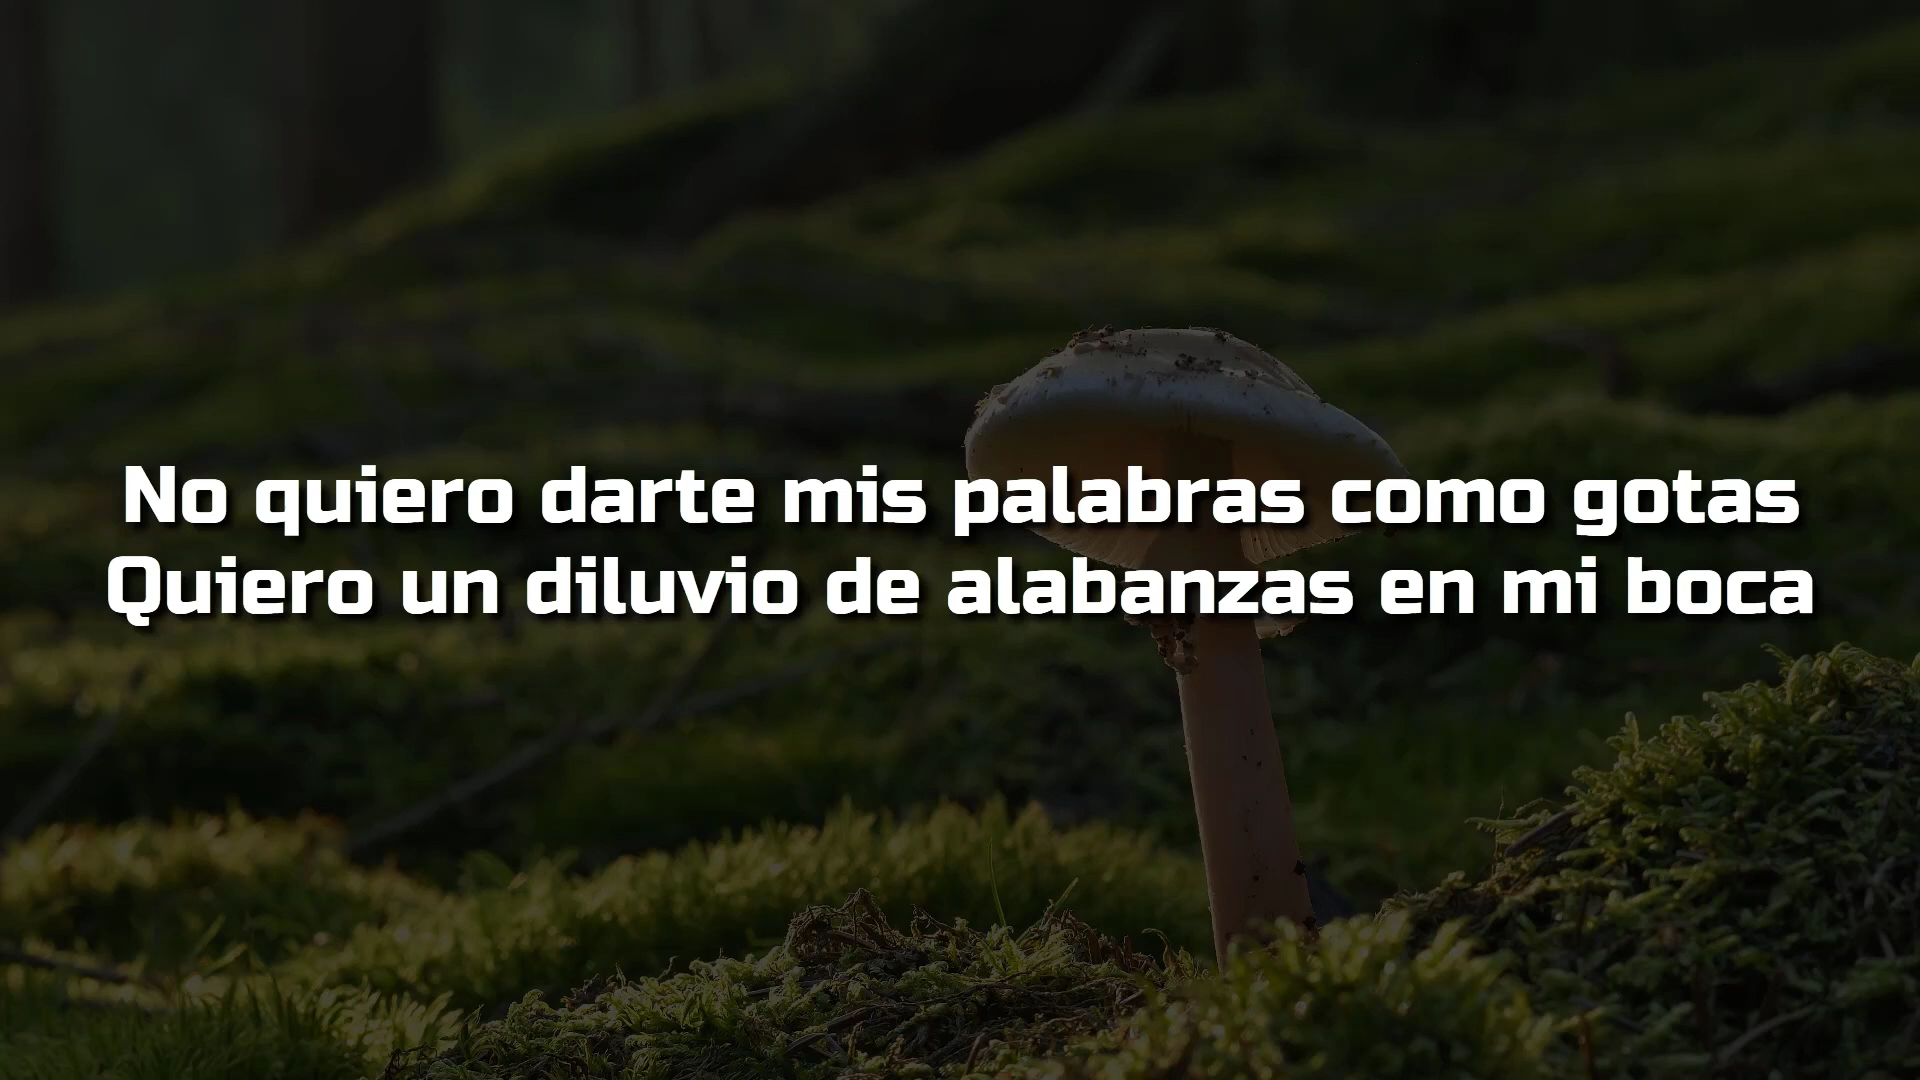 No quiero darte mis palabras como gotas
Quiero un diluvio de alabanzas en mi boca